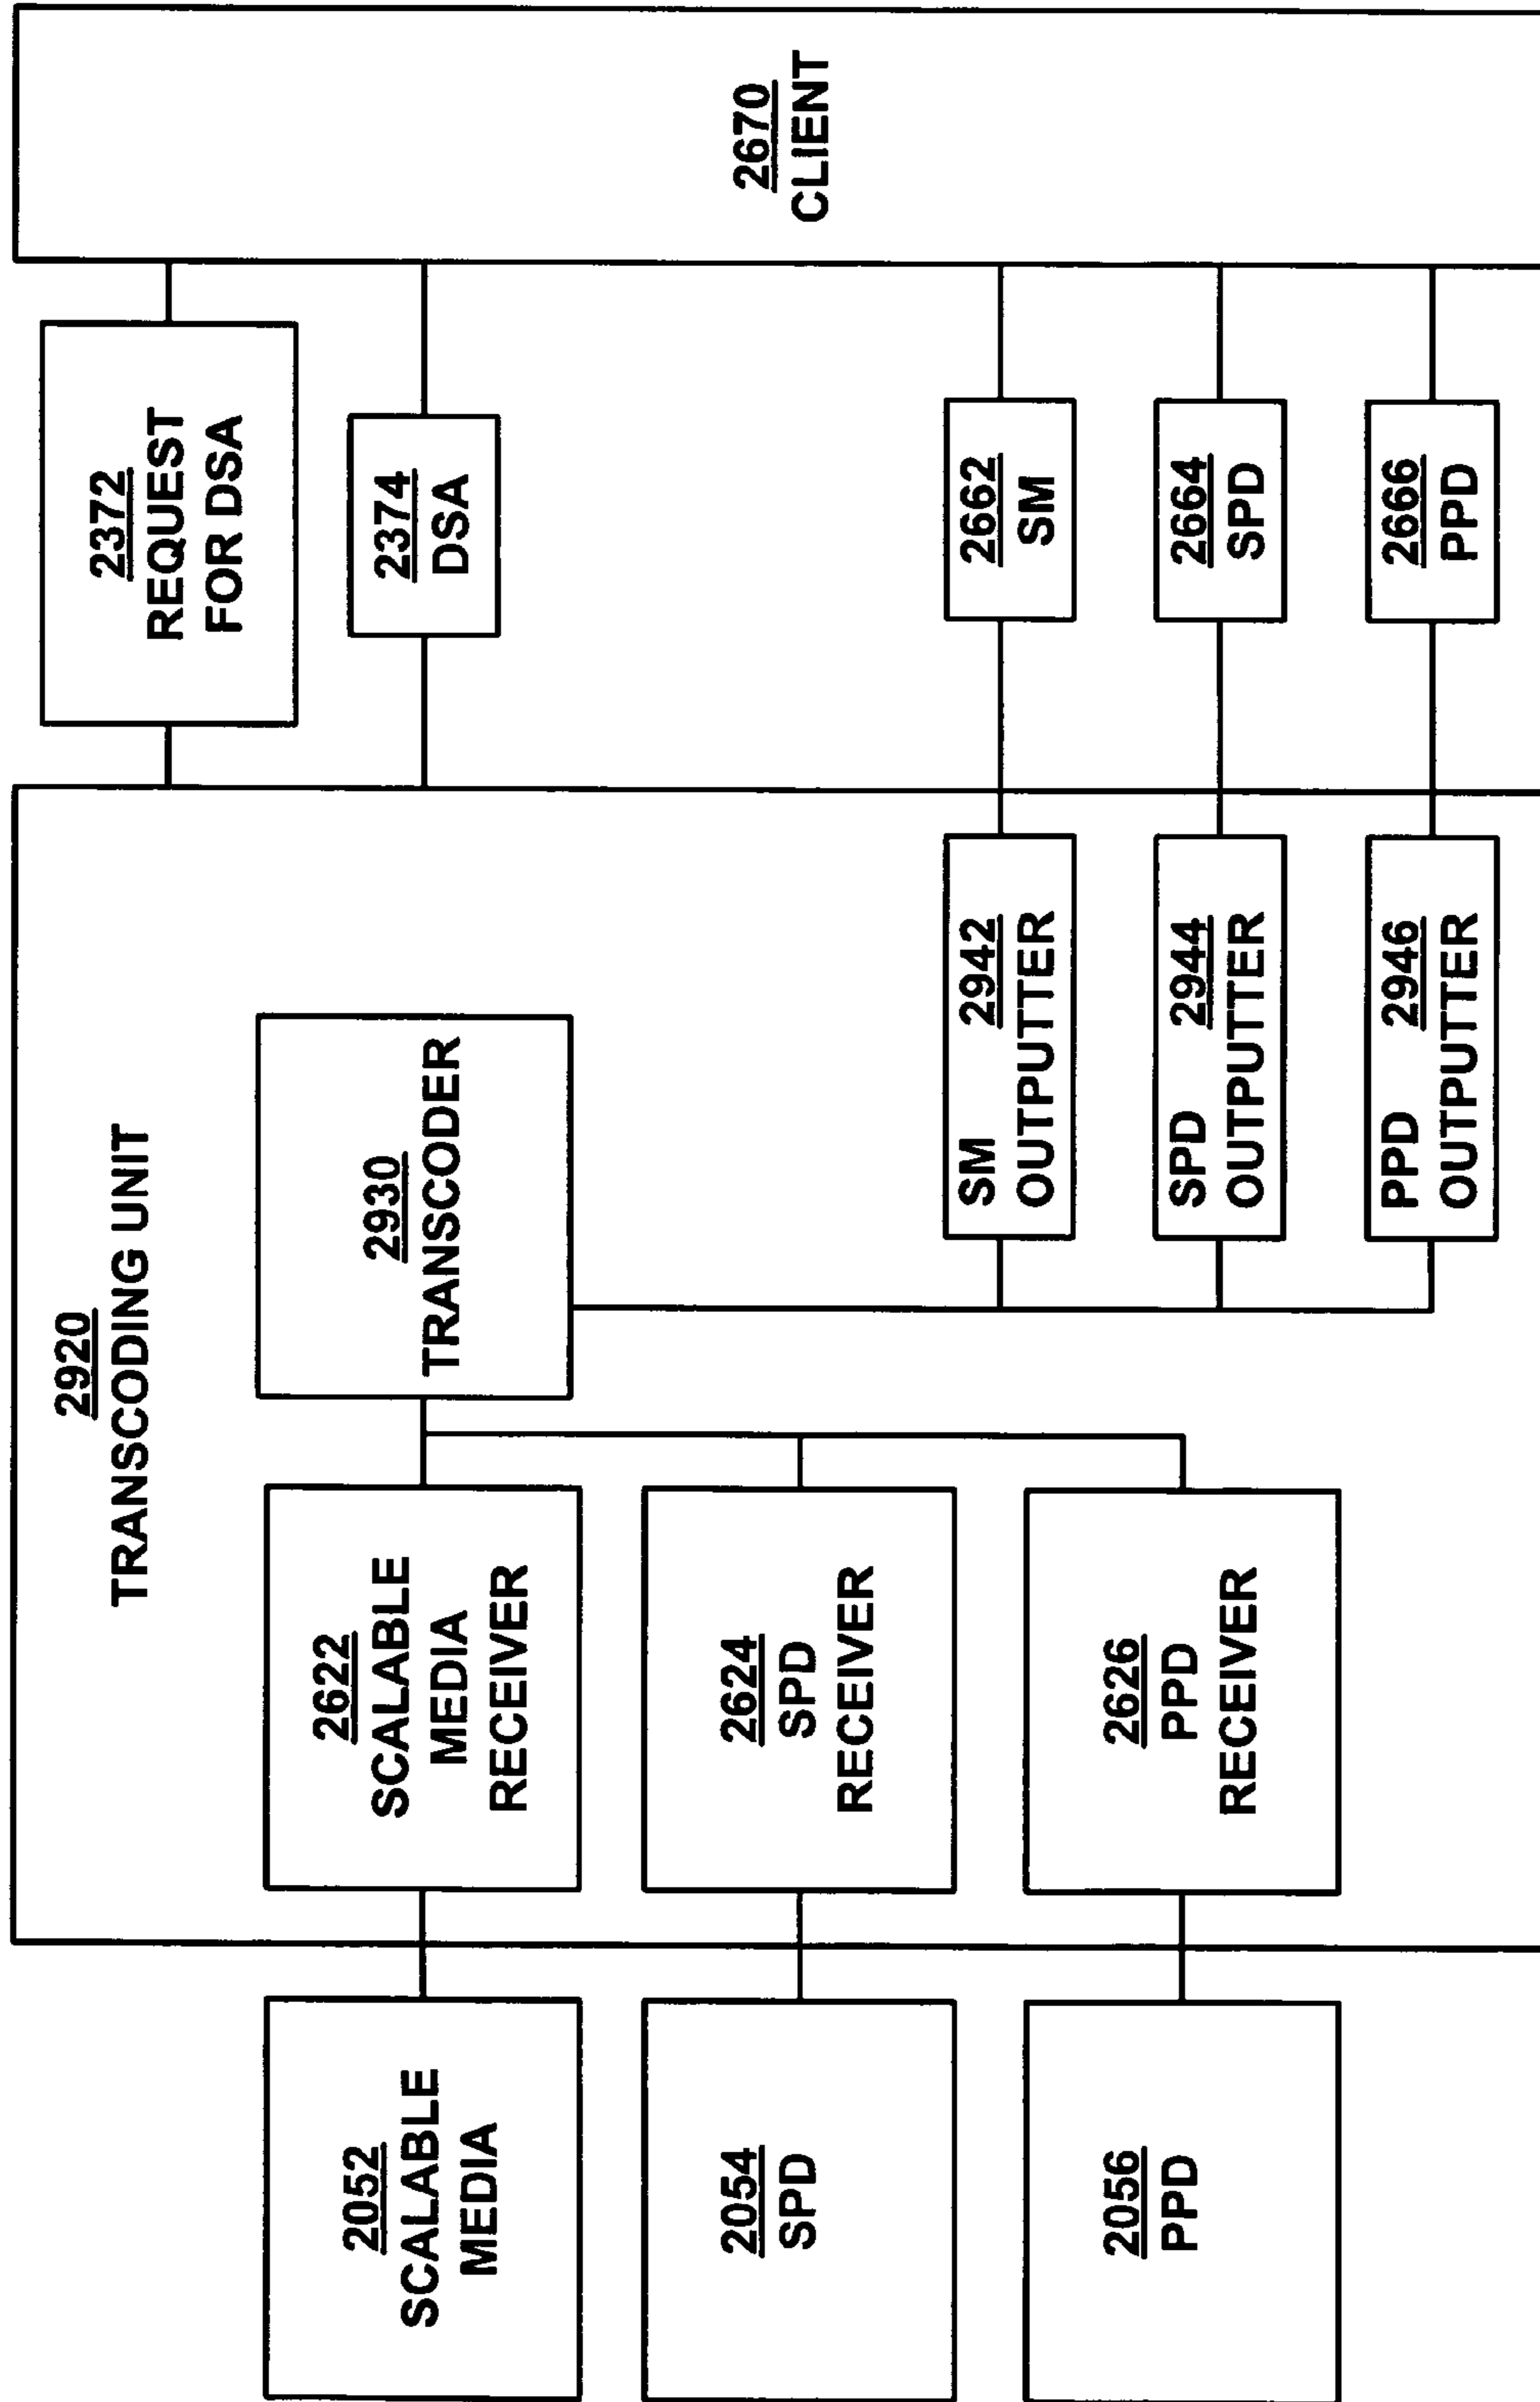 2920
TRANSCODING UNIT
2052
SCALABLE
MEDIA
2054
SPD
2056
PPD
2622
SCALABLE
MEDIA
RECEIVER
2624
SPD
RECEIVER
2626
PPD
RECEIVER
2930
TRANSCODER
SM 2942
OUTPUTTER
SPD 2944
OUTPUTTER
PPD 2946
OUTPUTTER
2372
REQUEST
FOR DSA
2374
DSA
2662
SM
2664
SPD
2666
PPD
2670
CLIENT